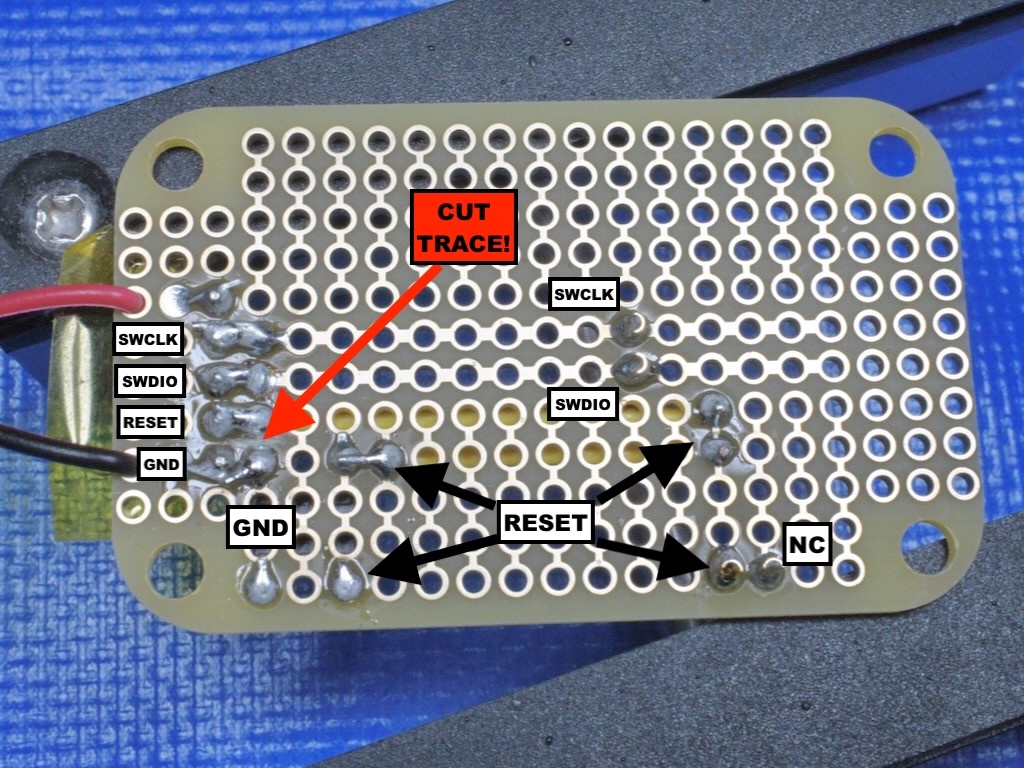 CUT
TRACE!
SWCLK
SWCLK
SWDIO
SWDIO
RESET
GND
GND
RESET
NC